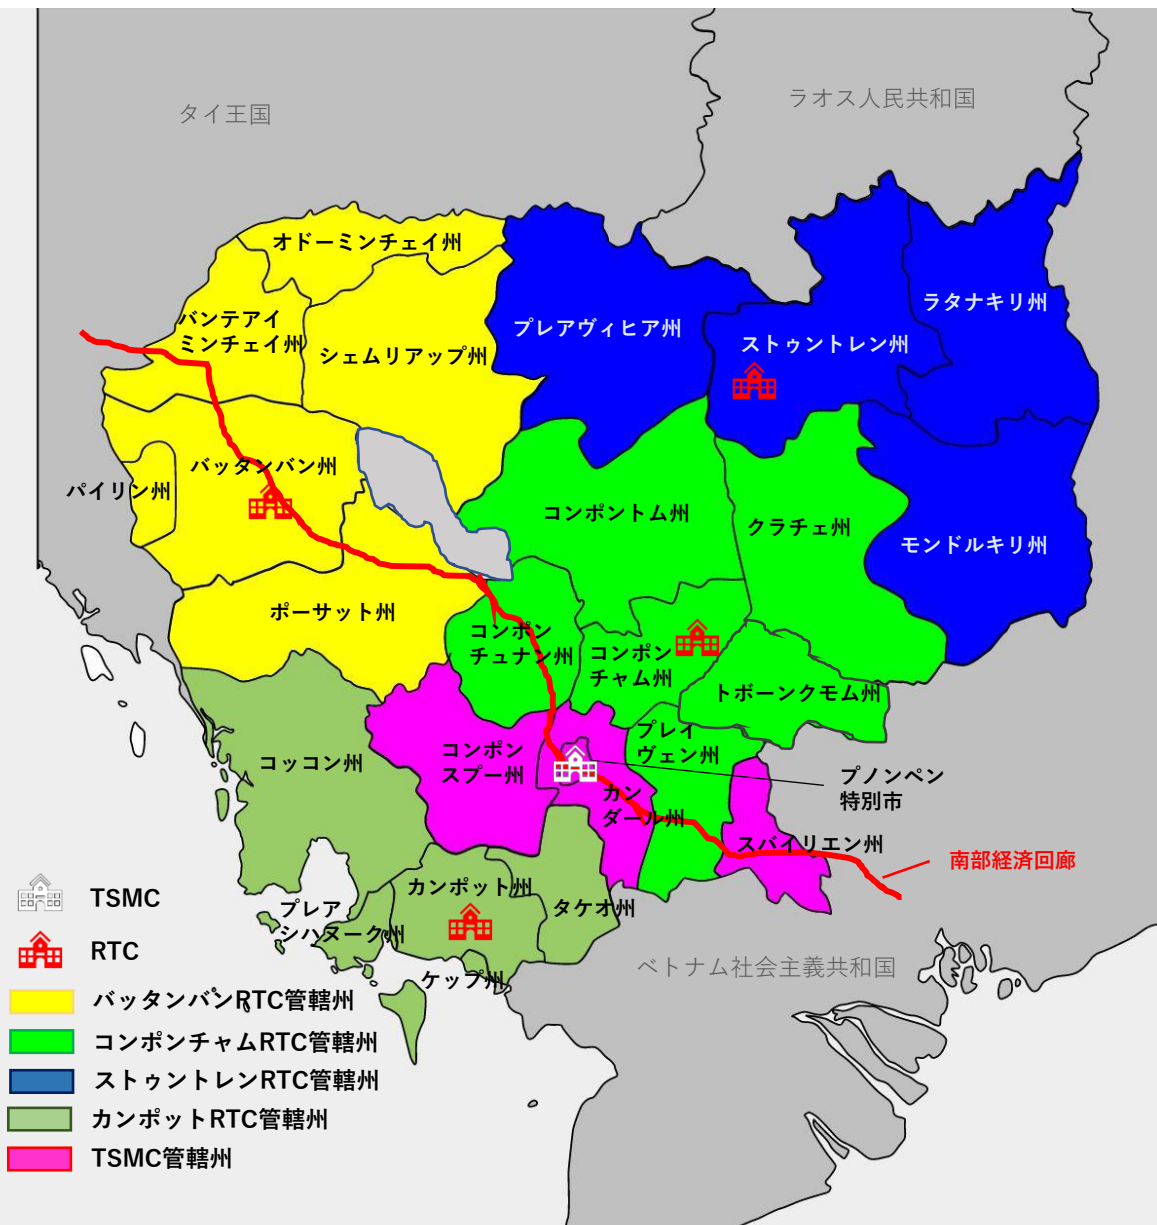 タイ王国
ラオス人民共和国
オドーミンチェイ州
バンテアイ
ミンチェイ州
シェムリアップ州
プレアヴィヒア州
ストゥントレン州
ラタナキリ州
バッタンバン州
パイリン州
コンポントム州
クラチェ州
モンドルキリ州
ポーサット州
コンポン
チュナン州
コンポン
チャム州
トボーンクモム州
コッコン州
コンポン
スプー州
プレイ
ヴェン州
カン
ダール州
プノンペン
特別市
スバイリエン州
南部経済回廊
カンポット州
タケオ州
プレア
シハヌーク州
ケップ州
ベトナム社会主義共和国
TSMC
RTC
バッタンバンRTC管轄州
コンポンチャムRTC管轄州
ストゥントレンRTC管轄州
カンポットRTC管轄州
TSMC管轄州